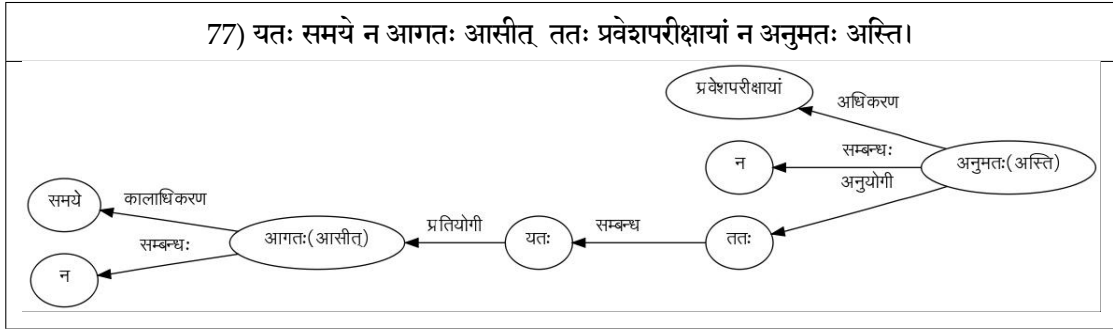 77) यतः समये न आगतः आसीत् ततः प्रवेशपरीक्षायां न अनुमतः अस्ति।
प्रवेशपरीक्षायां
अधिकरण
सम्बन्धः
न
अनुमतः(अस्ति)
अनुयोगी
समये
कालाधिकरण
प्रतियोगी
सम्बन्ध
आगतः(आसीत्)
यतः
ततः
सम्बन्धः
न